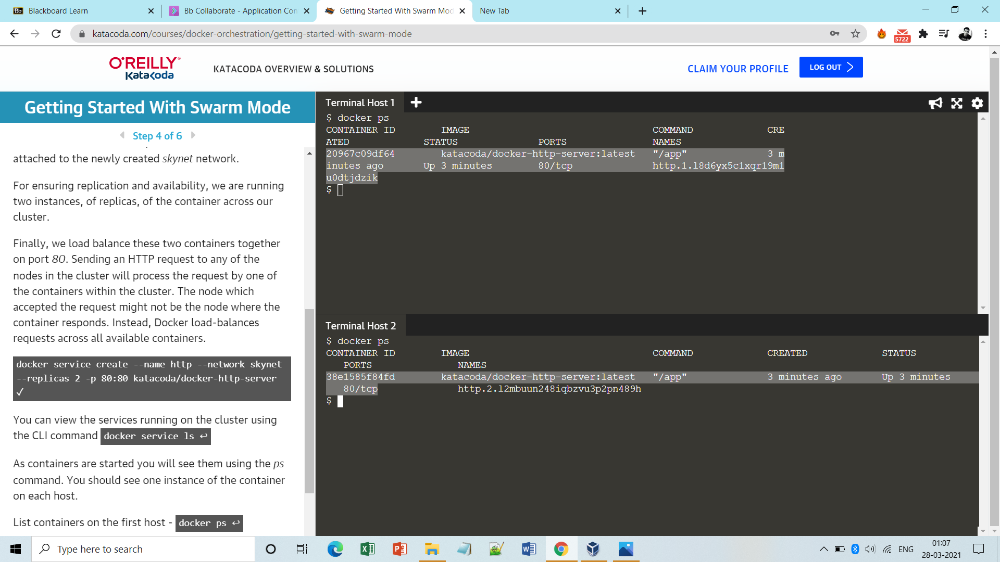 Blackboard Learn
Bb Collaborate - Application Con
Getting Started With Swarm Mod
New Tab
katacoda.com/courses/docker-orchestration/getting-started-with-swarm-mode
5722
O'REILLY®
Katacoda
KATACODA OVERVIEW & SOLUTIONS
CLAIM YOUR PROFILE
LOG OUT
Getting Started With Swarm Mode
Step 4 of 6
attached to the newly created skynet network.
For ensuring replication and availability, we are running
two instances, of replicas, of the container across our
cluster.
Finally, we load balance these two containers together
on port 80. Sending an HTTP request to any of the
nodes in the cluster will process the request by one of
the containers within the cluster. The node which
accepted the request might not be the node where the
container responds. Instead, Docker load-balances
requests across all available containers.
docker service create --name http --network skynet
--replicas 2 -p 80:80 katacoda/docker-http-server
✓
You can view the services running on the cluster using
the CLI command docker service ls ↩
As containers are started you will see them using the ps
command. You should see one instance of the container
on each host.
List containers on the first host - docker ps ↩
Terminal Host 1
$ docker ps
CONTAINER ID        IMAGE                                COMMAND             CRE
ATED             STATUS              PORTS               NAMES
20967c09df64        katacoda/docker-http-server:latest   "/app"              3 m
inutes ago       Up 3 minutes        80/tcp              http.1.l8d6yx5c1xqr19m1
u0dtjdzik
$
Terminal Host 2
$ docker ps
CONTAINER ID        IMAGE                                COMMAND             CREATED             STATUS
   PORTS               NAMES
38e1585f84fd        katacoda/docker-http-server:latest   "/app"              3 minutes ago       Up 3 minutes
   80/tcp              http.2.l2mbuun248iqbzvu3p2pn489h
$
Type here to search
ENG
01:07
28-03-2021